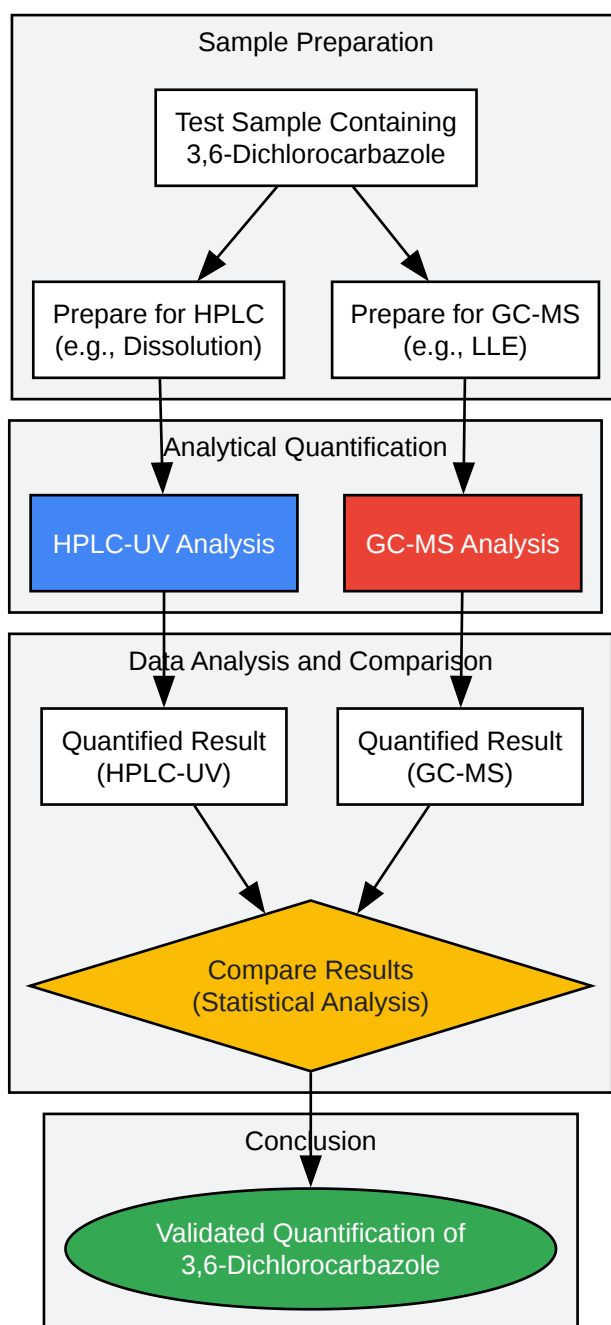 Sample Preparation
Test Sample Containing
3,6-Dichlorocarbazole
Prepare for HPLC
(e.g., Dissolution)
Prepare for GC-MS
(e.g., LLE)
Analytical Quantification
HPLC-UV Analysis
GC-MS Analysis
Data Analysis and Comparison
Quantified Result
(HPLC-UV)
Quantified Result
(GC-MS)
Compare Results
(Statistical Analysis)
Conclusion
Validated Quantification of
3,6-Dichlorocarbazole